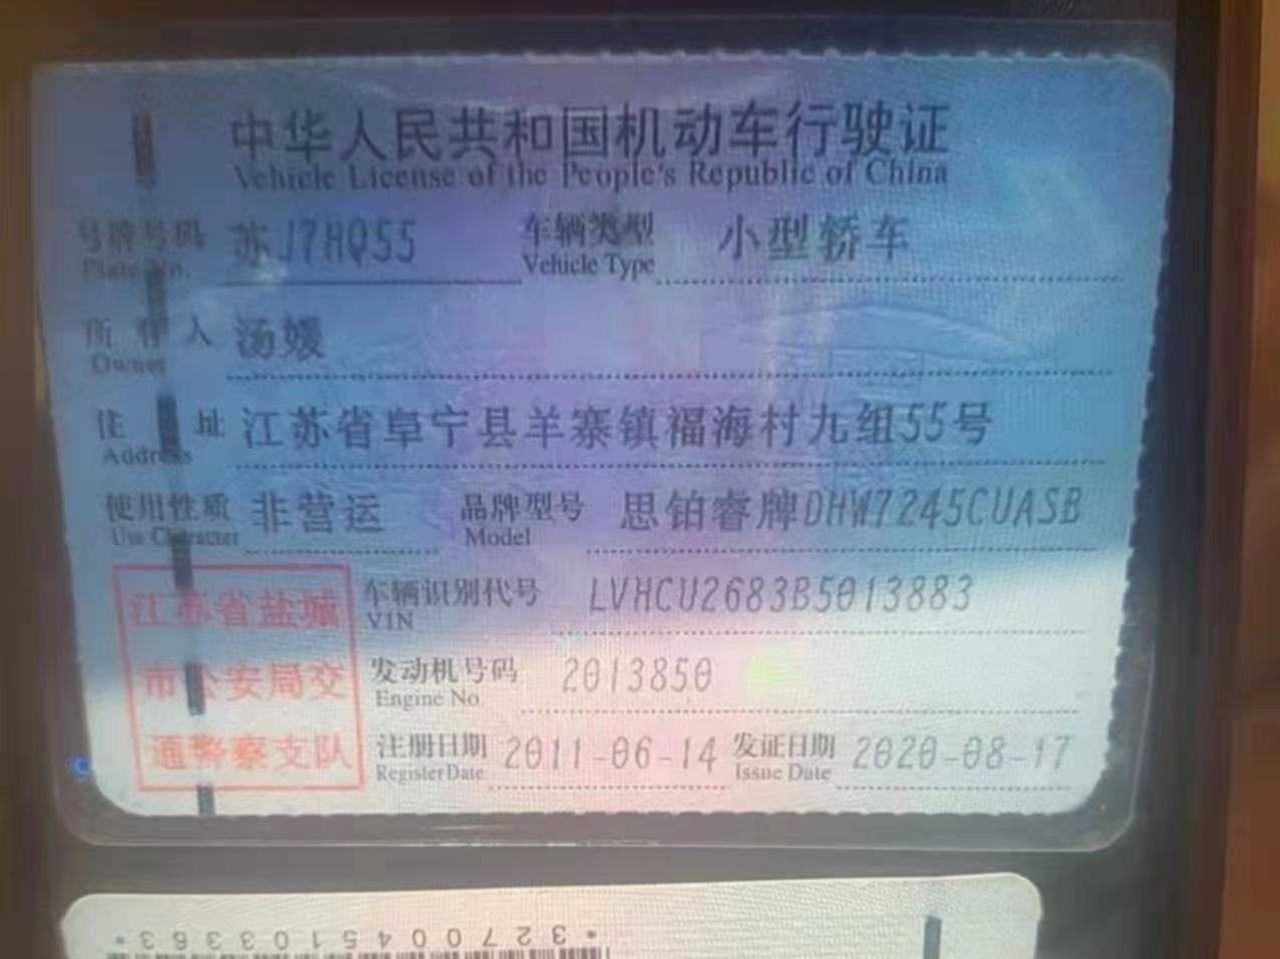 中华人民共和国机动车行驶证
Vehicle License of the People's Republic of China
号牌号码 苏J7HQ55 车辆类型 小型轿车
Plate No. Vehicle Type
所有人 汤媛
Owner
住址 江苏省阜宁县羊寨镇福海村九组55号
Address
使用性质 非营运 品牌型号 思铂睿牌DHW7245CUASB
Use Character Model
江苏省盐城
市公安局交
通警察支队
车辆识别代号 LVHCU2683B5013883
VIN
发动机号码 2013850
Engine No
注册日期 2011-06-14 发证日期 2020-08-17
Register Date Issue Date
*3270045103363*